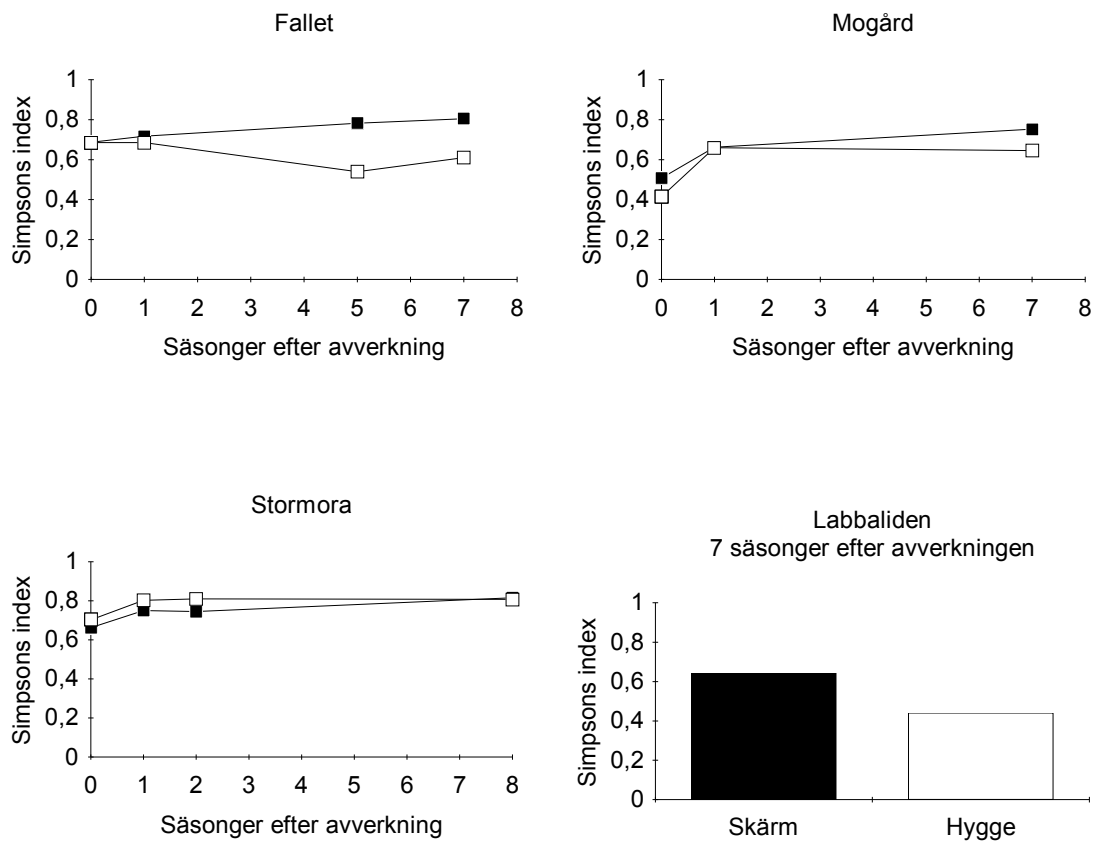 Fallet
Simpsons index
1
0,8
0,6
0,4
0,2
0
0 1 2 3 4 5 6 7 8
Säsonger efter avverkning
Mogård
Simpsons index
1
0,8
0,6
0,4
0,2
0
0 1 2 3 4 5 6 7 8
Säsonger efter avverkning
Stormora
Simpsons index
1
0,8
0,6
0,4
0,2
0
0 1 2 3 4 5 6 7 8
Säsonger efter avverkning
Labbaliden
7 säsonger efter avverkningen
Simpsons index
1
0,8
0,6
0,4
0,2
0
Skärm Hygge